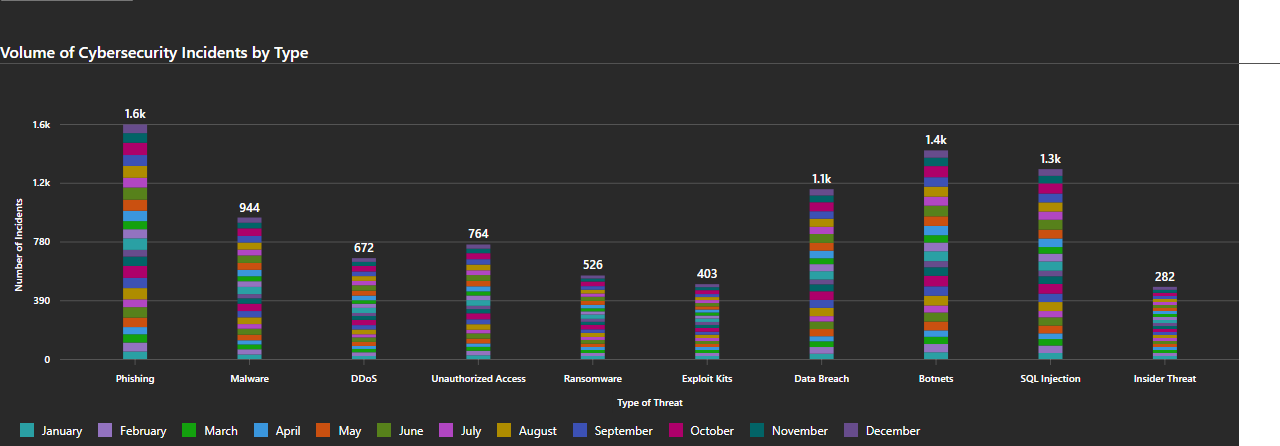 Volume of Cybersecurity Incidents by Type
1.6k
944
672
764
526
403
1.1k
1.4k
1.3k
282
1.6k
1.2k
780
390
0
Number of Incidents
Phishing
Malware
DDoS
Unauthorized Access
Ransomware
Exploit Kits
Data Breach
Botnets
SQL Injection
Insider Threat
Type of Threat
January
February
March
April
May
June
July
August
September
October
November
December